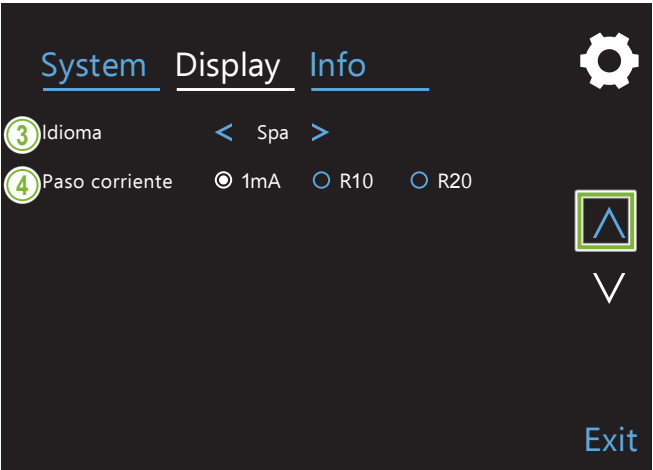 System Display Info
3 Idioma < Spa >
4 Paso corriente 1mA R10 R20
Exit